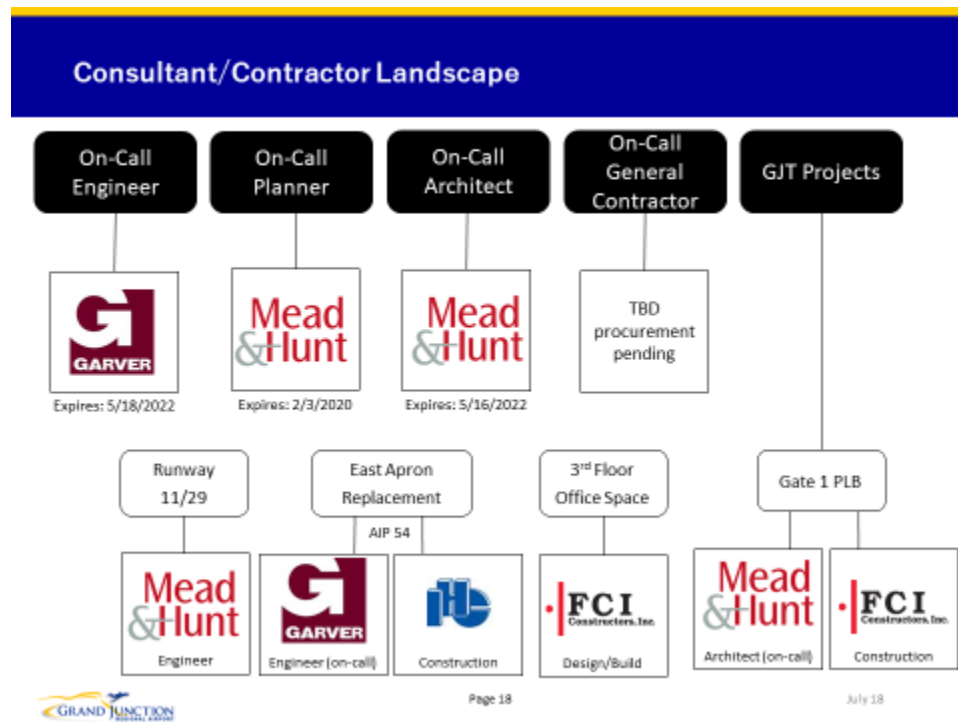 Consultant/Contractor Landscape
On-Call
Engineer
On-Call
Planner
On-Call
Architect
On-Call
General
Contractor
GJT Projects
GARVER
Mead
&Hunt
Mead
&Hunt
TBD
procurement
pending
Expires: 5/18/2022
Expires: 2/3/2020
Expires: 5/16/2022
Runway
11/29
East Apron
Replacement
3rd Floor
Office Space
Gate 1 PLB
AIP 54
Mead
&Hunt
Engineer
GARVER
Engineer (on-call)
Construction
FCI
Constructors, Inc.
Design/Build
Mead
&Hunt
Architect (on-call)
FCI
Constructors, Inc.
Construction
GRAND JUNCTION
REGIONAL AIRPORT
Page 18
July 18